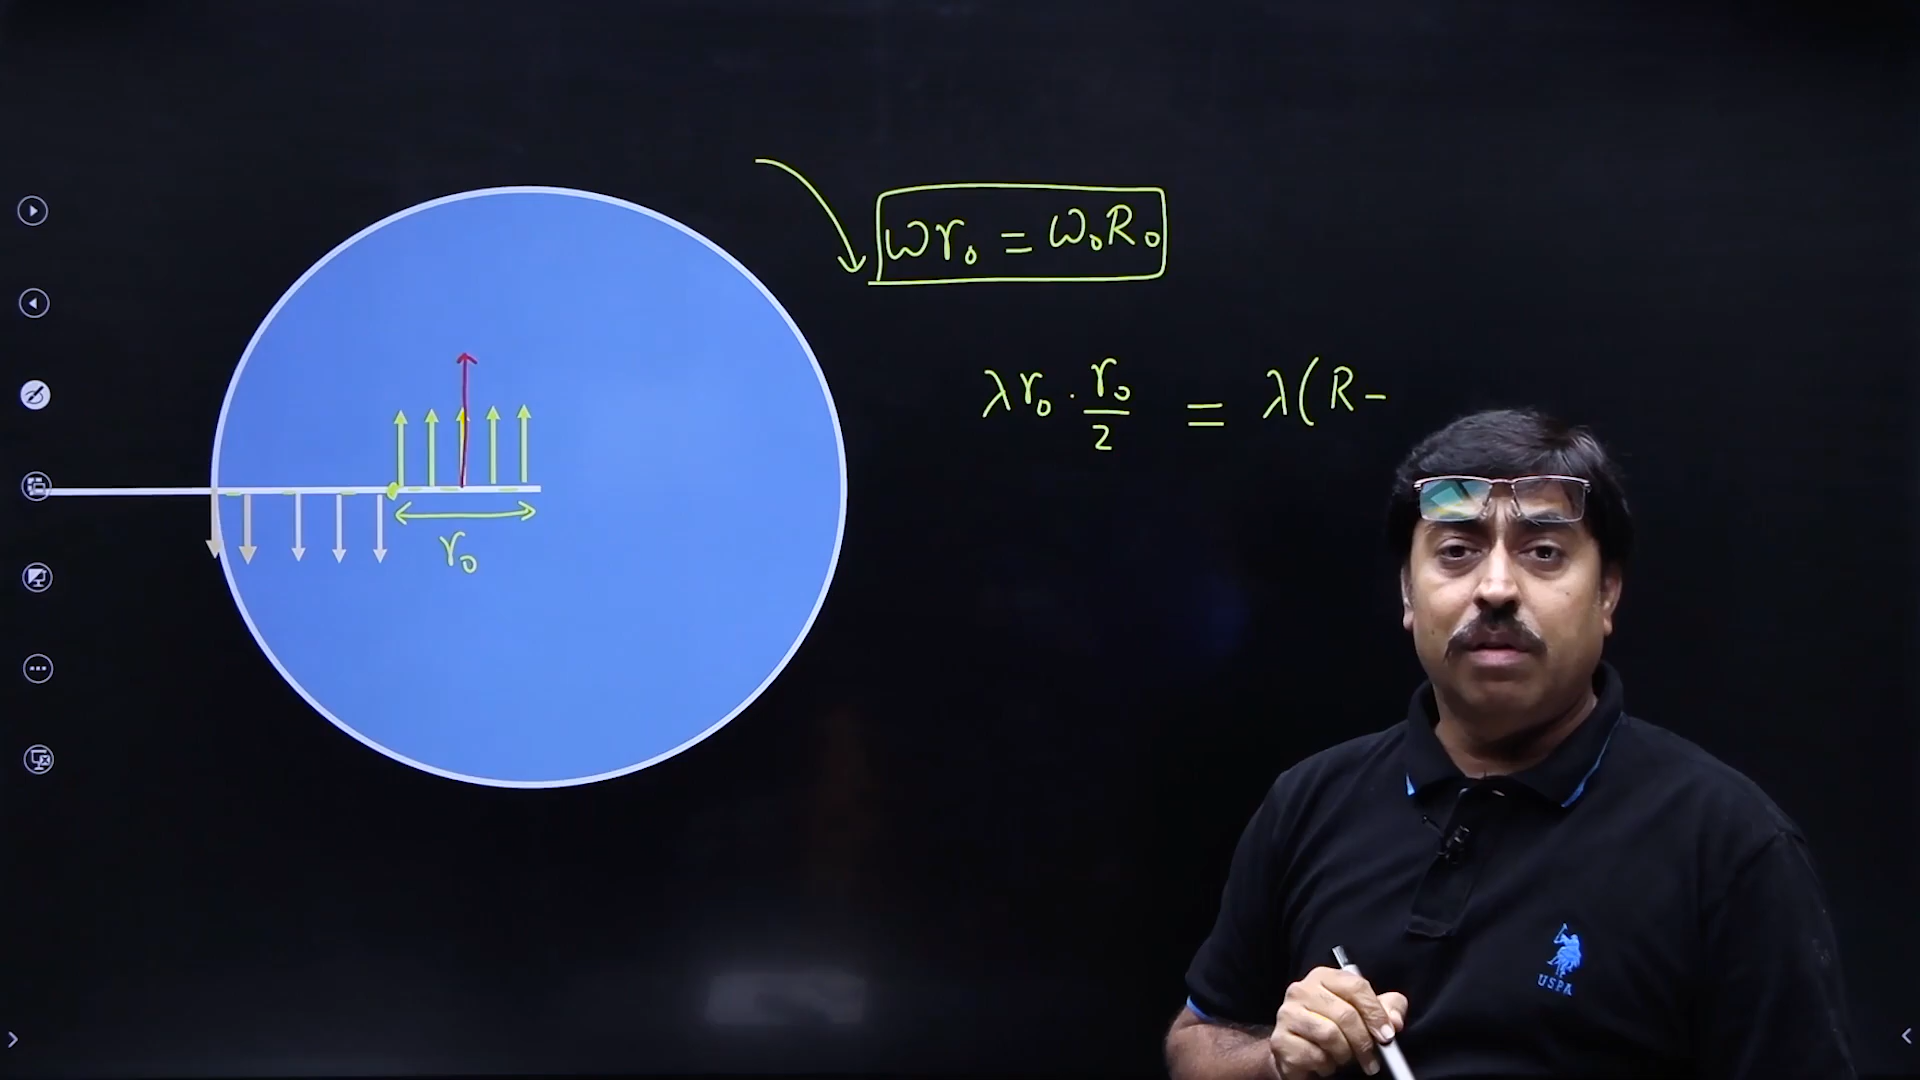 ωr₀ = ω₀R₀
λr₀ · r₀/2 = λ(R −
r₀
USPA